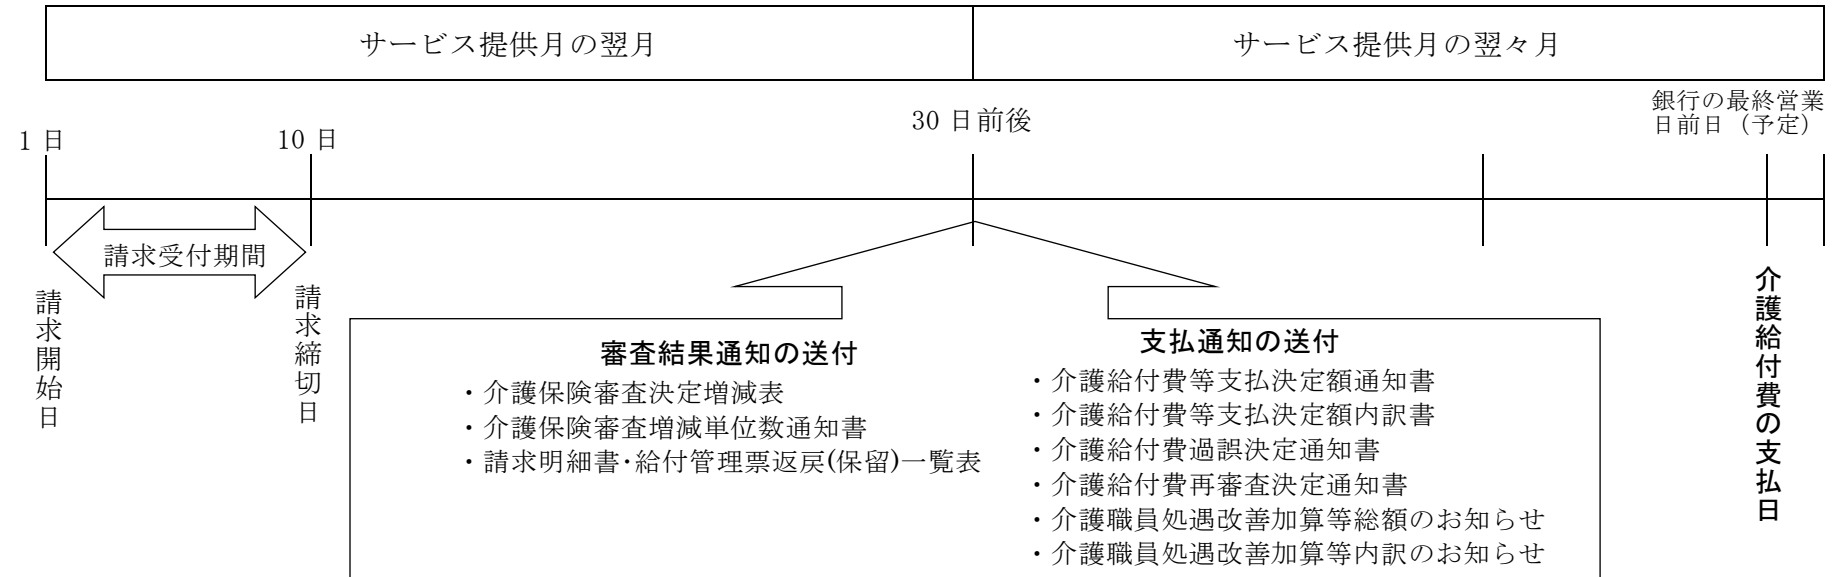 サービス提供月の翌月
サービス提供月の翌々月
銀行の最終営業
日前日（予定）
30 日前後
1 日
10 日
請求受付期間
請求開始日
請求締切日
審査結果通知の送付
・介護保険審査決定増減表
・介護保険審査増減単位数通知書
・請求明細書･給付管理票返戻(保留)一覧表
支払通知の送付
・介護給付費等支払決定額通知書
・介護給付費等支払決定額内訳書
・介護給付費過誤決定通知書
・介護給付費再審査決定通知書
・介護職員処遇改善加算等総額のお知らせ
・介護職員処遇改善加算等内訳のお知らせ
介護給付費の支払日